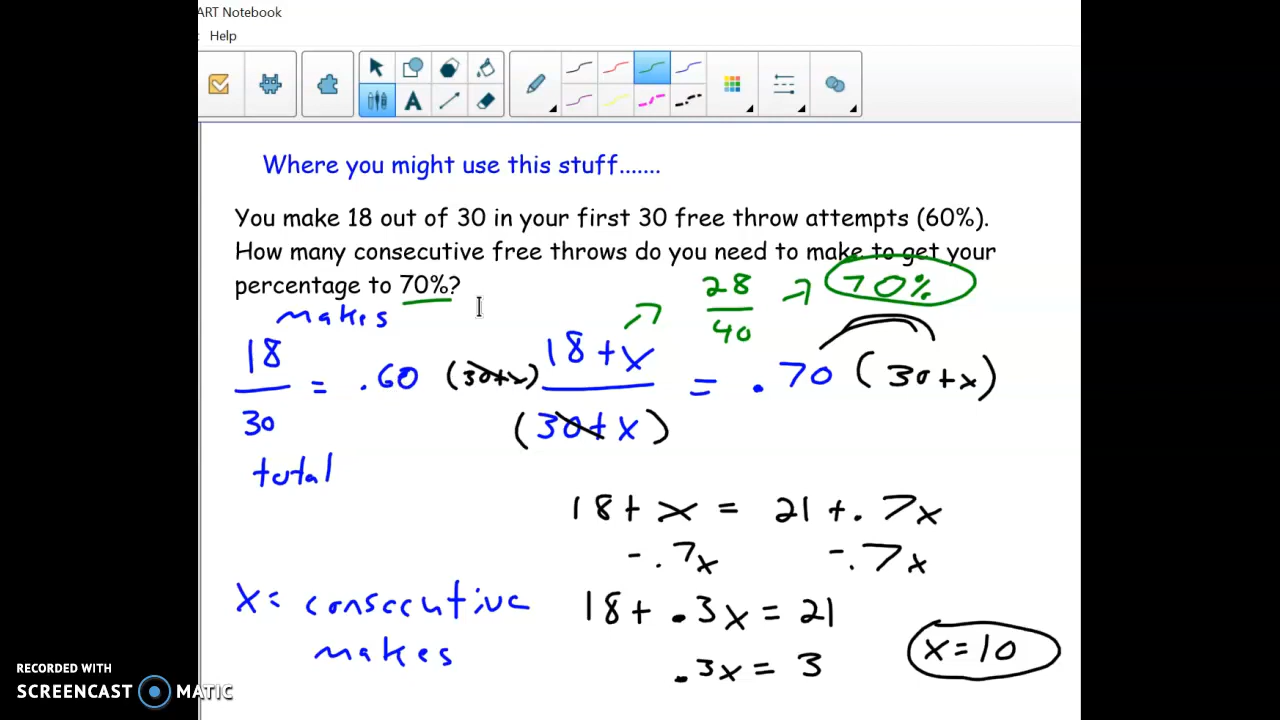 ART Notebook
Help
Where you might use this stuff.......
You make 18 out of 30 in your first 30 free throw attempts (60%).
How many consecutive free throws do you need to make to get your
percentage to 70%?
28/40 → 70%
makes
18/30 = .60 (30+x) 18+x/(30+x) = .70 (30+x)
total
18+ x = 21 +.7x
-.7x -.7x
x= consecutive
makes
18+ .3x = 21
.3x = 3
x=10
RECORDED WITH
SCREENCAST MATIC